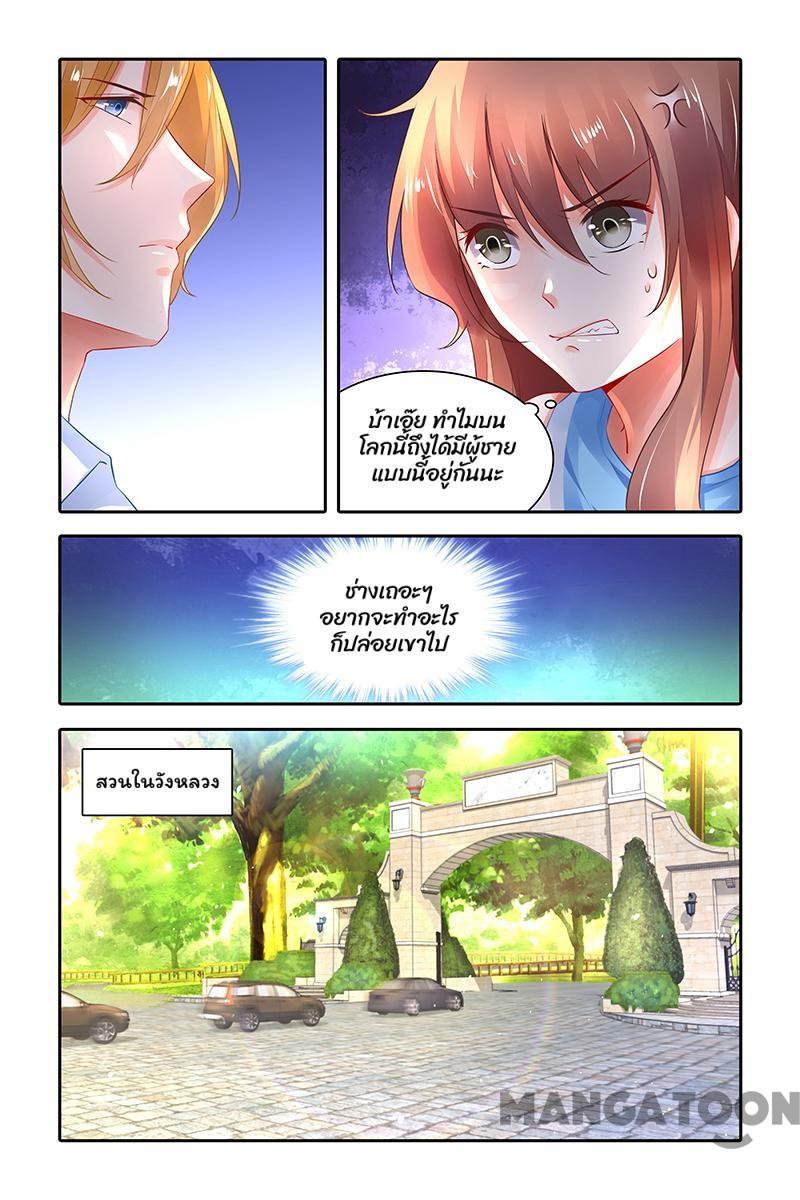 บ้าเอ๊ย ทำไมบน
โลกนี้ถึงได้มีผู้ชาย
แบบนี้อยู่กันนะ
ช่างเถอะๆ
อยากจะทำอะไร
ก็ปล่อยเขาไป
สวนในวังหลวง
MANGATOON